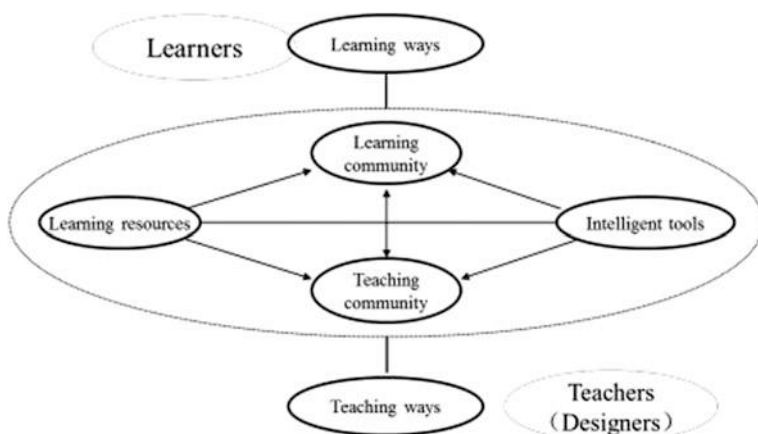 Learners
Learning ways
Learning
community
Learning resources
Intelligent tools
Teaching
community
Teaching ways
Teachers
（Designers）